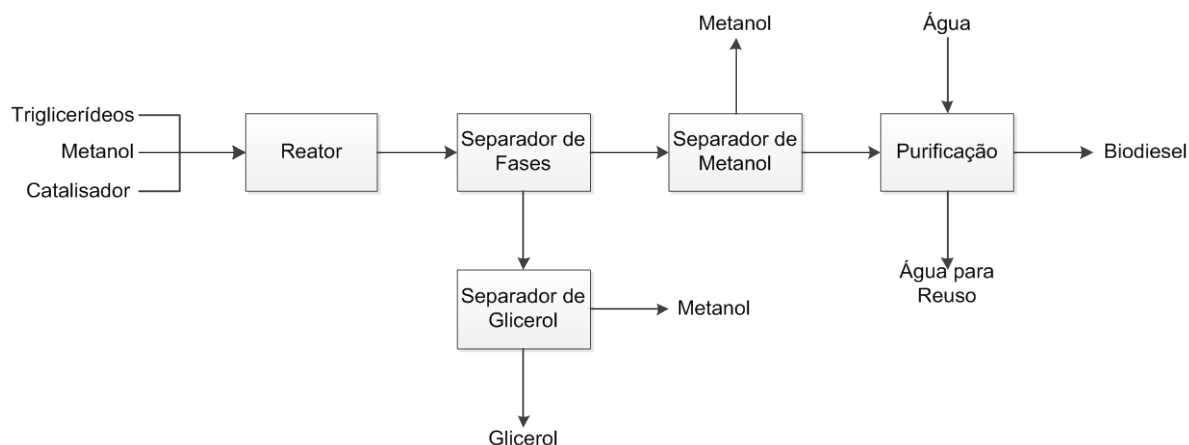 Metanol
Água
Triglicerídeos
Metanol
Catalisador
Reator
Separador de
Fases
Separador de
Metanol
Purificação
Biodiesel
Separador de
Glicerol
Metanol
Água para
Reuso
Glicerol